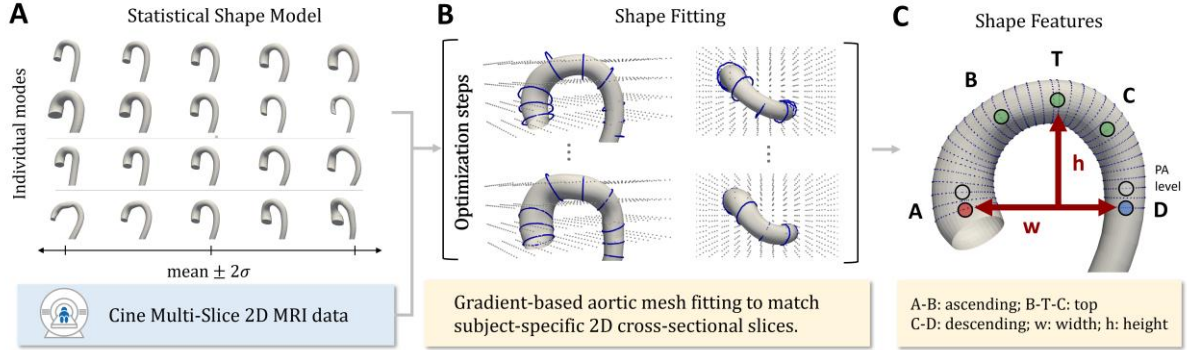 A
Statistical Shape Model
Individual modes
mean ± 2σ
Cine Multi-Slice 2D MRI data
B
Shape Fitting
Optimization steps
Gradient-based aortic mesh fitting to match
subject-specific 2D cross-sectional slices.
C
Shape Features
T
B
C
h
PA
level
A
D
w
A-B: ascending; B-T-C: top
C-D: descending; w: width; h: height